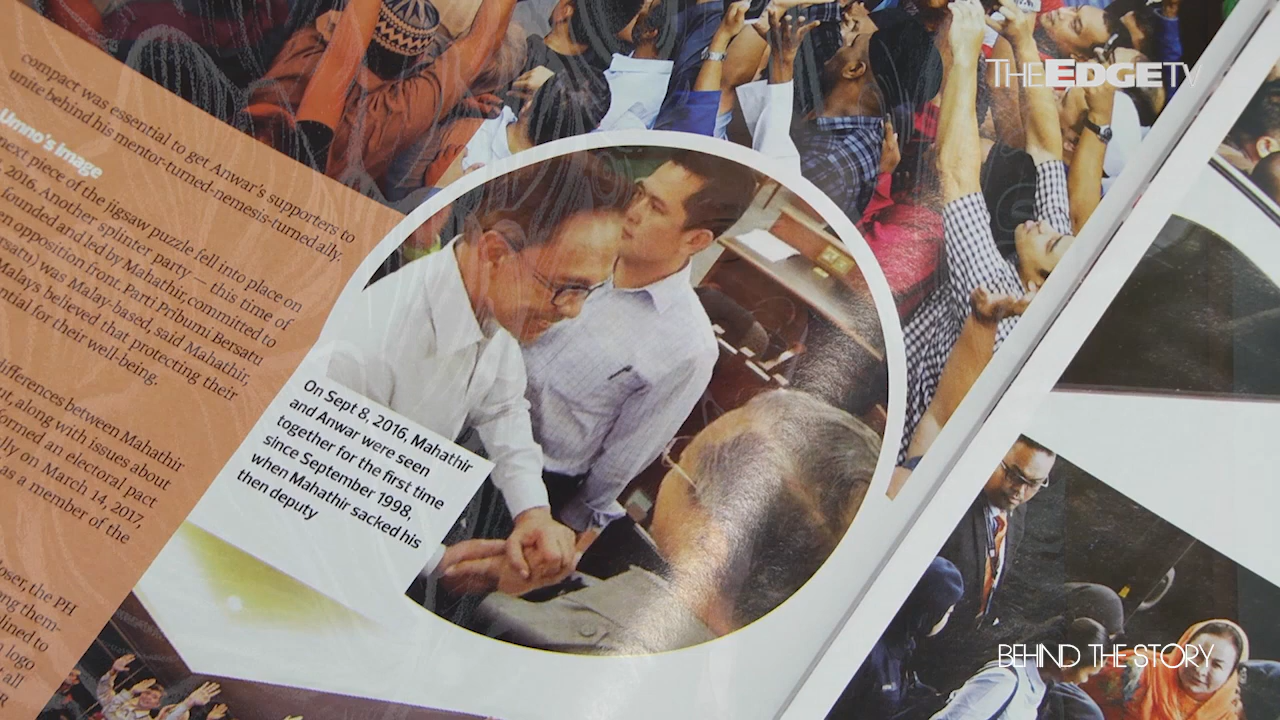 THEEDGETV
compact was essential to get Anwar's supporters to
unite behind his mentor-turned-nemesis-turned ally.
Umno's Image
next piece of the jigsaw puzzle fell into place on
, 2016. Another splinter party — this time of
founded and led by Mahathir, committed to
en opposition front. Parti Pribumi Bersatu
rsatu) was Malay-based, said Mahathir,
Malays believed that protecting their
ntial for their well-being.
differences between Mahathir
ut, along with issues about
formed an electoral pact
lly on March 14, 2017,
as a member of the
loser, the PH
ong them-
lined to
logo
all
On Sept 8, 2016, Mahathir
and Anwar were seen
together for the first time
since September 1998,
when Mahathir sacked his
then deputy
BEHIND THE STORY